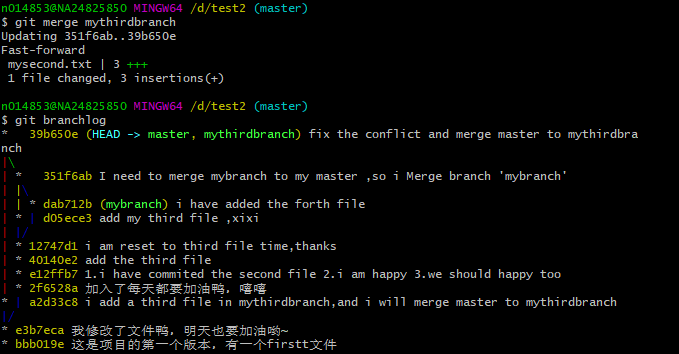 n014853@NA24825850 MINGW64 /d/test2 (master)
$ git merge mythirdbranch
Updating 351f6ab..39b650e
Fast-forward
 mysecond.txt | 3 +++
 1 file changed, 3 insertions(+)
n014853@NA24825850 MINGW64 /d/test2 (master)
$ git branchlog
*   39b650e (HEAD -> master, mythirdbranch) fix the conflict and merge master to mythirdbra
nch
|\
| *   351f6ab I need to merge mybranch to my master ,so i Merge branch 'mybranch'
| |\
| | * dab712b (mybranch) i have added the forth file
| * | d05ece3 add my third file ,xixi
| |/
| * 12747d1 i am reset to third file time,thanks
| * 40140e2 add the third file
| * e12ffb7 1.i have commited the second file 2.i am happy 3.we should happy too
| * 2f6528a 加入了每天都要加油鸭, 嘻嘻
* | a2d33c8 i add a third file in mythirdbranch,and i will merge master to mythirdbranch
|/
* e3b7eca 我修改了文件鸭, 明天也要加油呦~
* bbb019e 这是项目的第一个版本, 有一个firstt文件